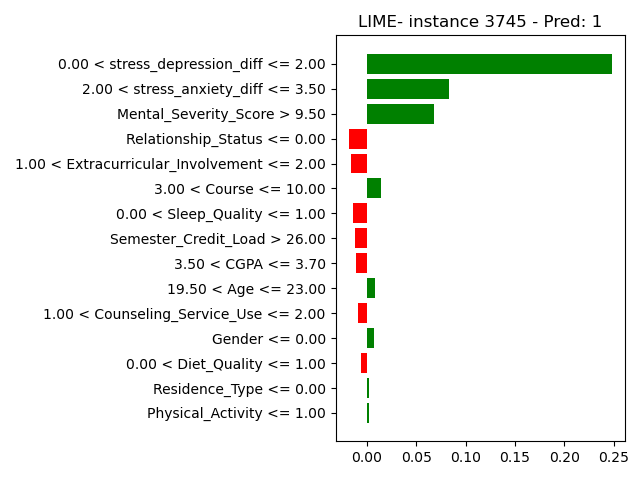 LIME- instance 3745 - Pred: 1
0.00 < stress_depression_diff <= 2.00
2.00 < stress_anxiety_diff <= 3.50
Mental_Severity_Score > 9.50
Relationship_Status <= 0.00
1.00 < Extracurricular_Involvement <= 2.00
3.00 < Course <= 10.00
0.00 < Sleep_Quality <= 1.00
Semester_Credit_Load > 26.00
3.50 < CGPA <= 3.70
19.50 < Age <= 23.00
1.00 < Counseling_Service_Use <= 2.00
Gender <= 0.00
0.00 < Diet_Quality <= 1.00
Residence_Type <= 0.00
Physical_Activity <= 1.00
0.00 0.05 0.10 0.15 0.20 0.25